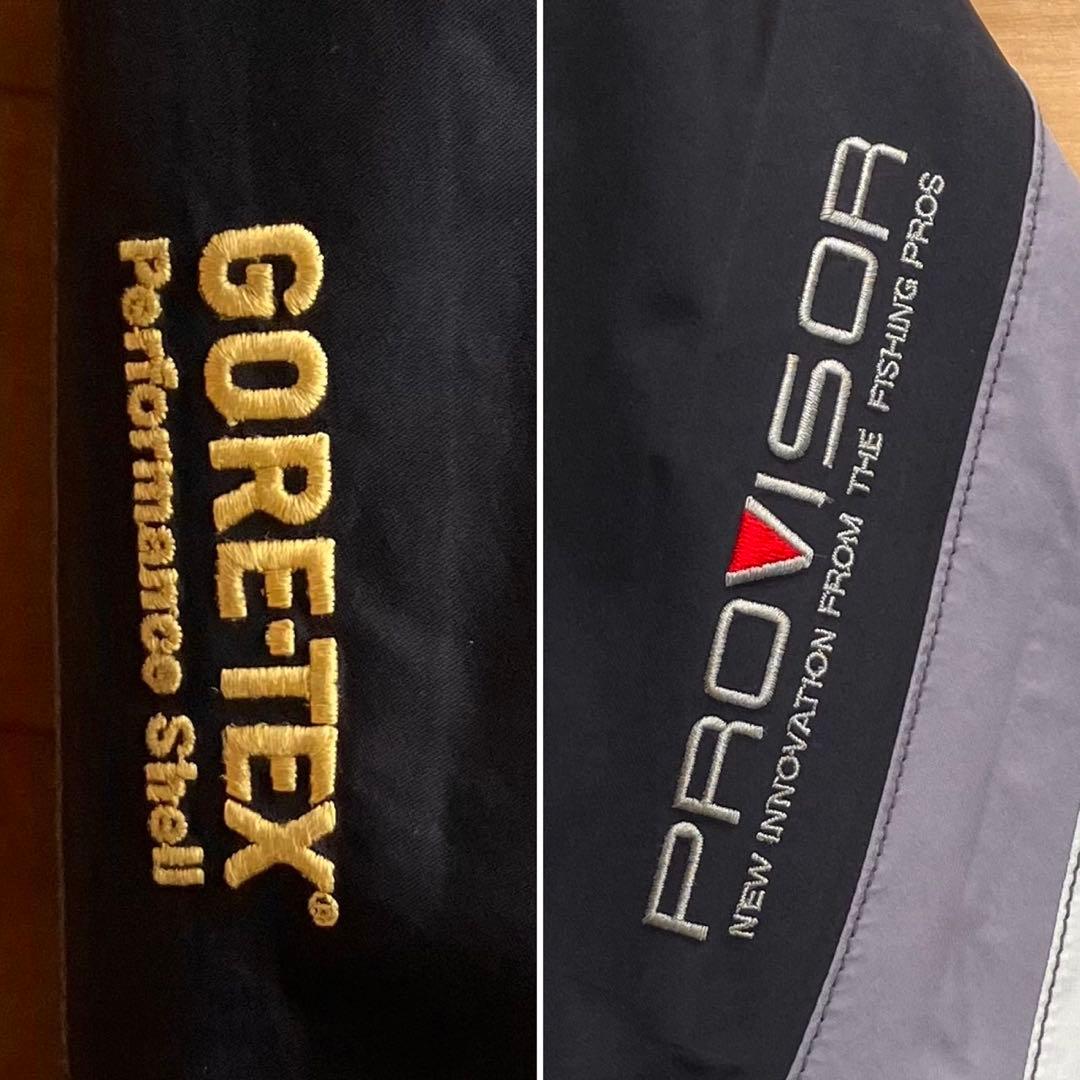 GORE-TEX®
Performance Shell
PROVISOR
NEW INNOVATION FROM THE FISHING PROS